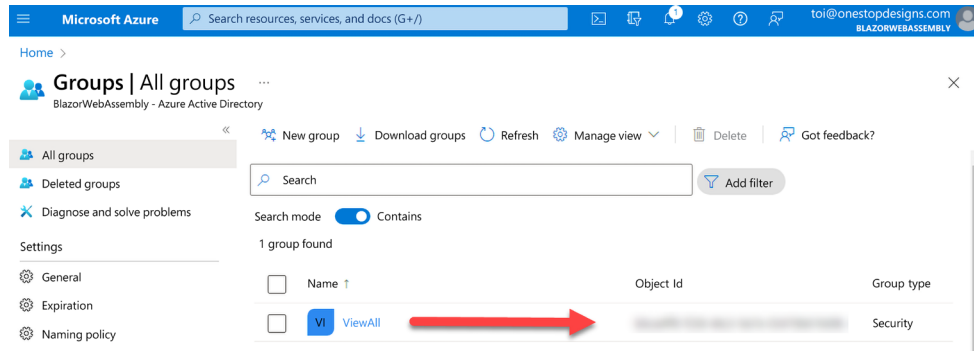 Microsoft Azure
Search resources, services, and docs (G+/)
1
toi@onestopdesigns.com
BLAZORWEBASSEMBLY
Home >
Groups | All groups ...
BlazorWebAssembly - Azure Active Directory
«
New group
Download groups
Refresh
Manage view
Delete
Got feedback?
All groups
Deleted groups
Diagnose and solve problems
Settings
General
Expiration
Naming policy
Search
Add filter
Search mode
Contains
1 group found
Name ↑
Object Id
Group type
VI
ViewAll
Security